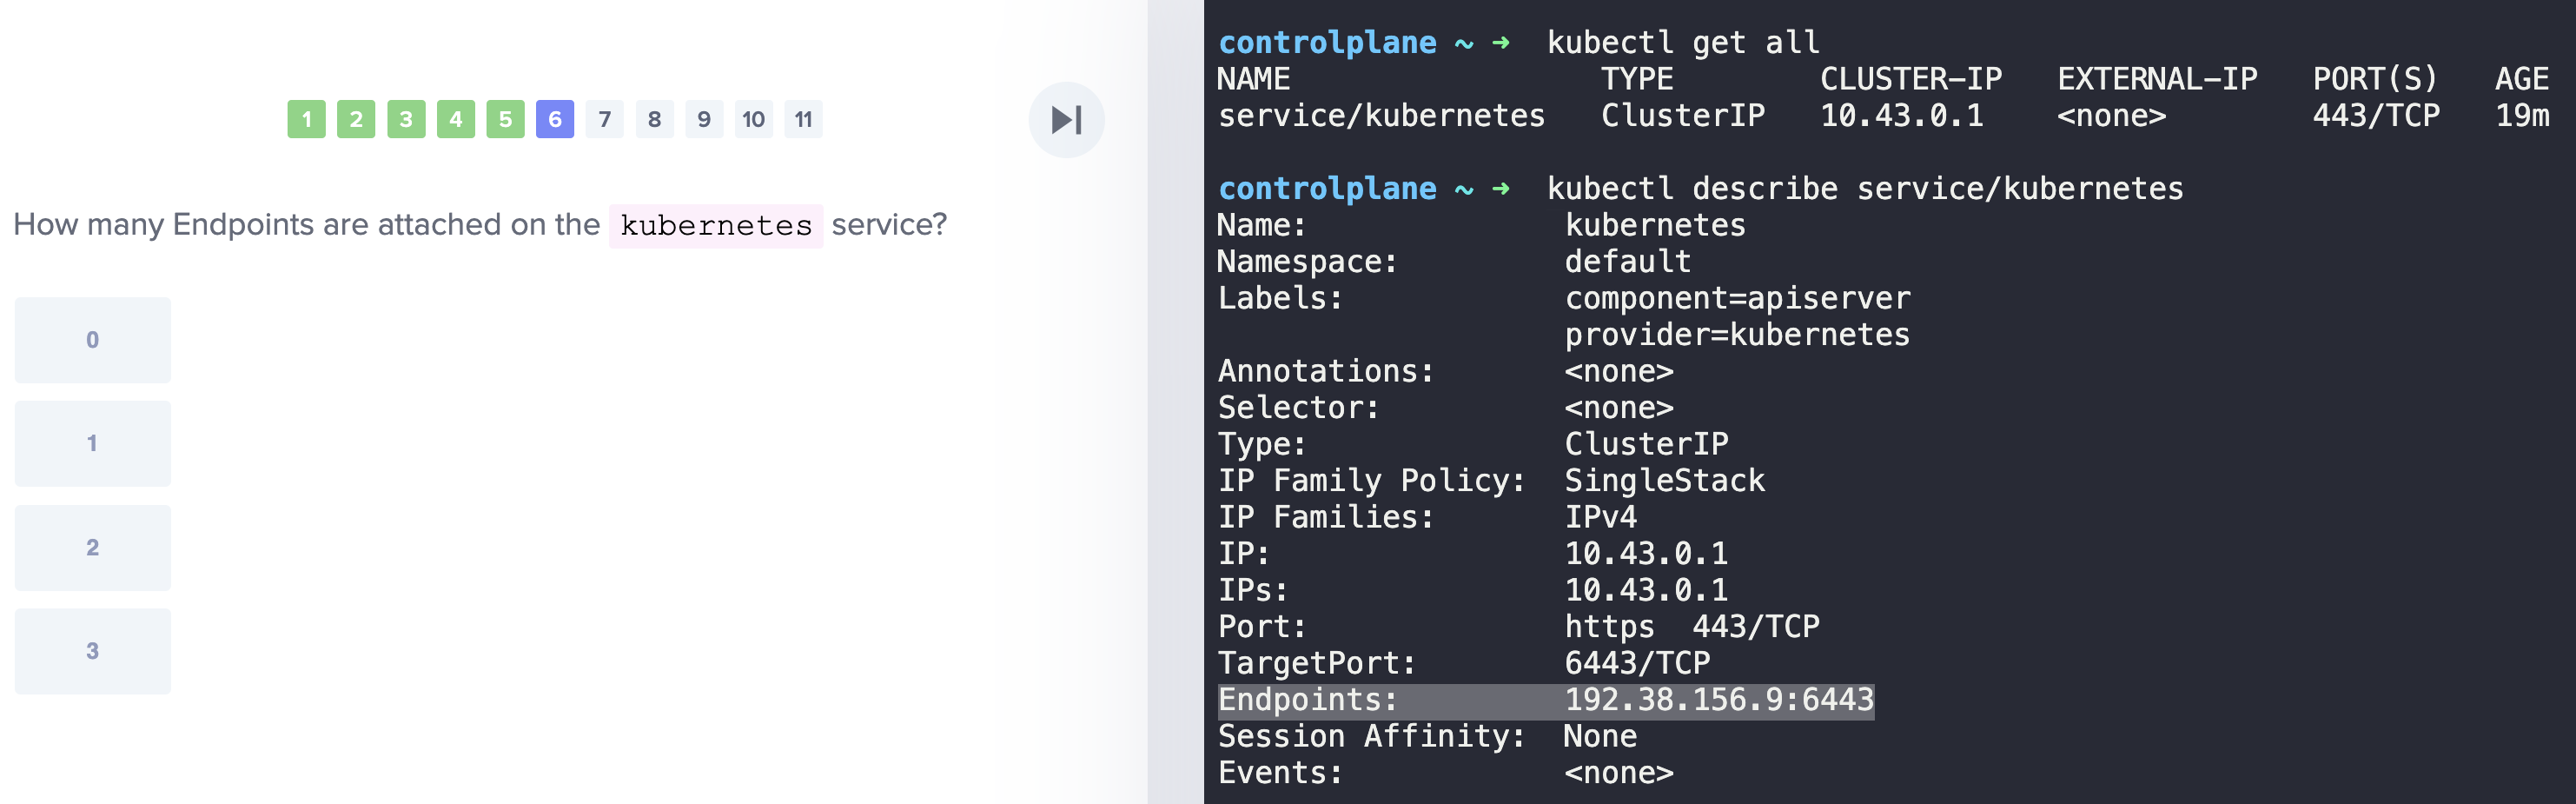 1 2 3 4 5 6 7 8 9 10 11
How many Endpoints are attached on the kubernetes service?
0
1
2
3
controlplane ~ ➜  kubectl get all
NAME                 TYPE        CLUSTER-IP   EXTERNAL-IP   PORT(S)   AGE
service/kubernetes   ClusterIP   10.43.0.1    <none>        443/TCP   19m
controlplane ~ ➜  kubectl describe service/kubernetes
Name:              kubernetes
Namespace:         default
Labels:            component=apiserver
                   provider=kubernetes
Annotations:       <none>
Selector:          <none>
Type:              ClusterIP
IP Family Policy:  SingleStack
IP Families:       IPv4
IP:                10.43.0.1
IPs:               10.43.0.1
Port:              https  443/TCP
TargetPort:        6443/TCP
Endpoints:         192.38.156.9:6443
Session Affinity:  None
Events:            <none>